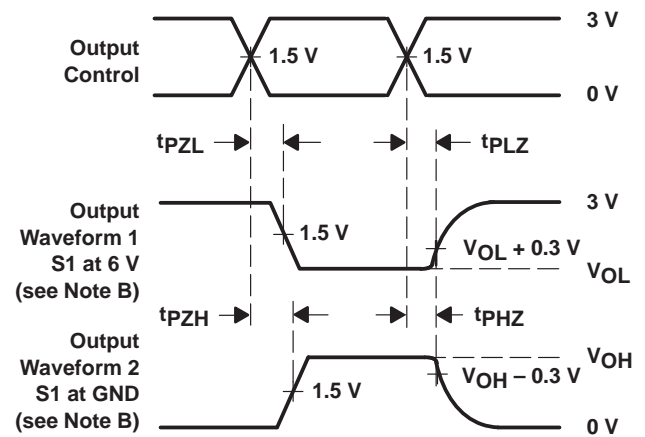 3 V
Output
Control
1.5 V
1.5 V
0 V
tPZL
tPLZ
3 V
Output
Waveform 1
S1 at 6 V
(see Note B)
1.5 V
VOL + 0.3 V
VOL
tPZH
tPHZ
Output
Waveform 2
S1 at GND
(see Note B)
VOH
VOH – 0.3 V
1.5 V
0 V